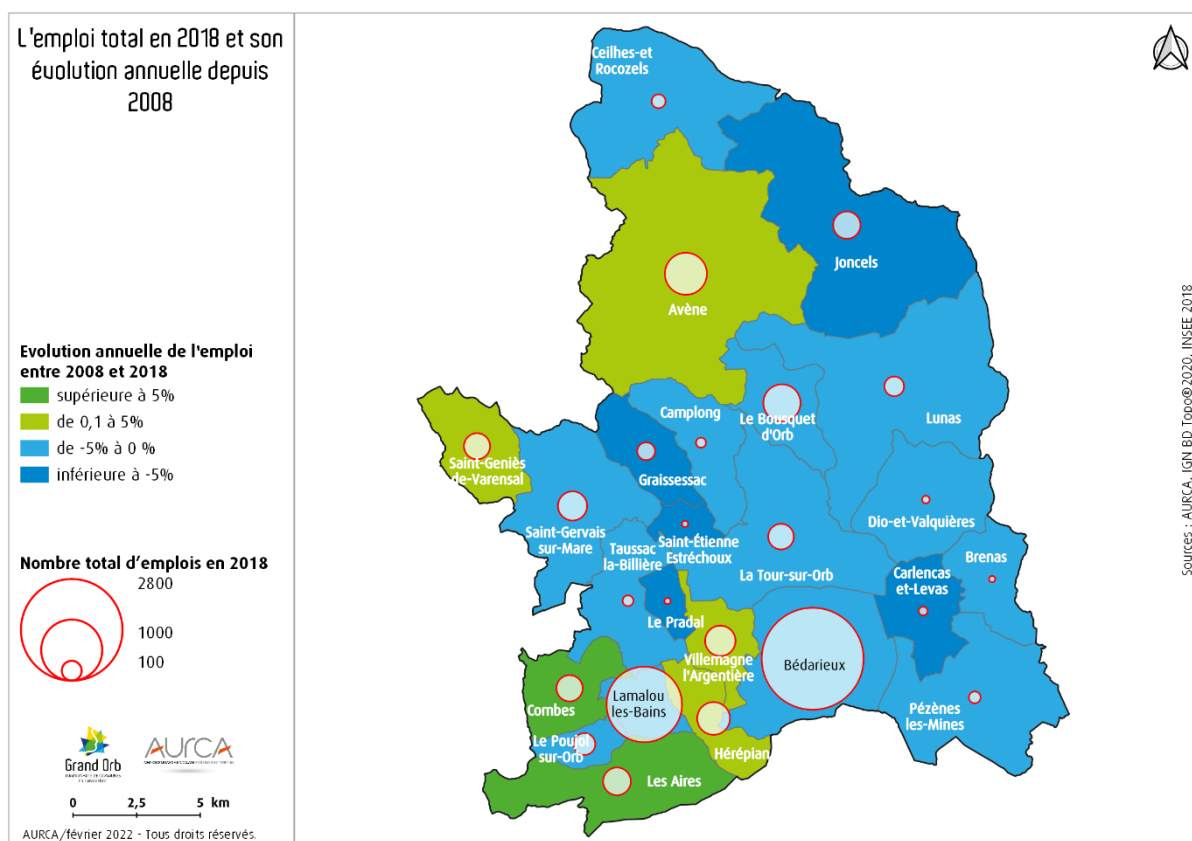 L'emploi total en 2018 et son
évolution annuelle depuis
2008
Evolution annuelle de l'emploi
entre 2008 et 2018
supérieure à 5%
de 0,1 à 5%
de -5% à 0 %
inférieure à -5%
Nombre total d'emplois en 2018
2800
1000
100
Grand Orb
AURCA
0 2,5 5 km
AURCA/février 2022 - Tous droits réservés.
Ceilhes-et
Rocozels
Joncels
Avène
Lunas
Camplong
Le Bousquet
d'Orb
Saint-Geniès
de-Varensal
Graissessac
Dio-et-Valquières
Saint-Gervais
sur-Mare
Saint-Étienne
Estréchoux
Taussac
la-Billière
La Tour-sur-Orb
Brenas
Carlencas
et-Levas
Le Pradal
Villemagne
l'Argentière
Bédarieux
Lamalou
les-Bains
Combes
Pézènes
les-Mines
Le Poujol
sur-Orb
Hérépian
Les Aires
Sources : AURCA, IGN BD Topo®2020, INSEE 2018